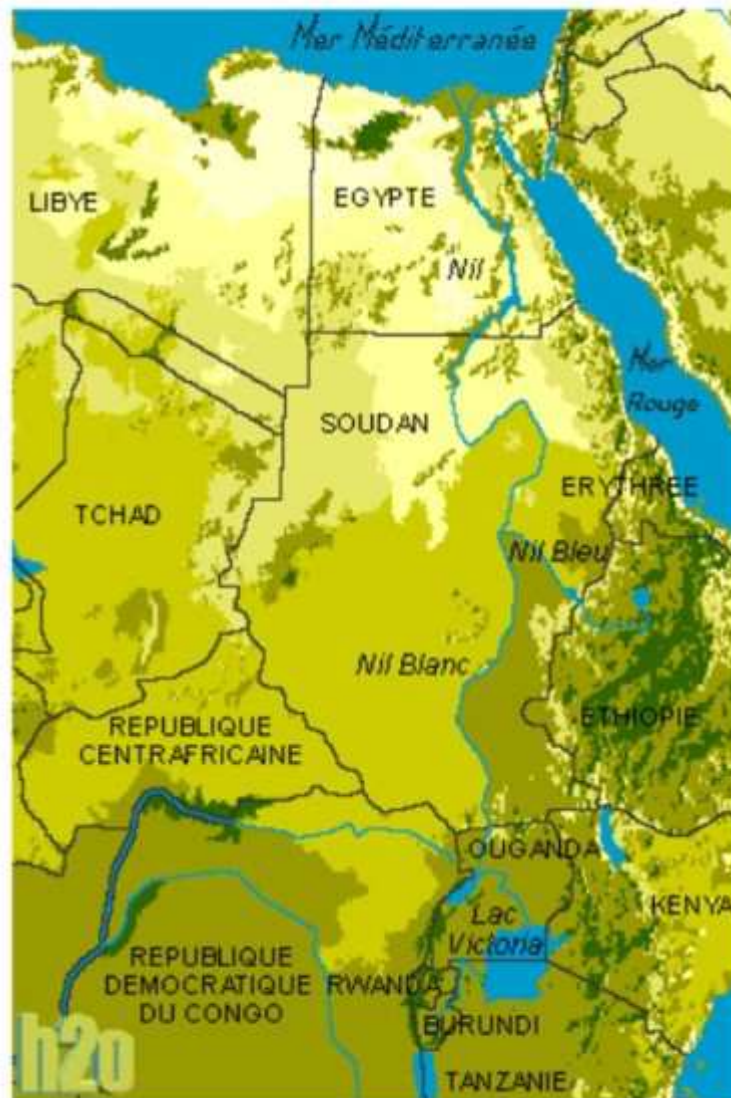 Mer Méditerranée
LIBYE
EGYPTE
Nil
Mer
Rouge
SOUDAN
ERYTHREE
TCHAD
Nil Bleu
Nil Blanc
ETHIOPIE
REPUBLIQUE
CENTRAFRICAINE
OUGANDA
KENYA
Lac
Victoria
REPUBLIQUE
DEMOCRATIQUE
DU CONGO
RWANDA
BURUNDI
TANZANIE
h2o